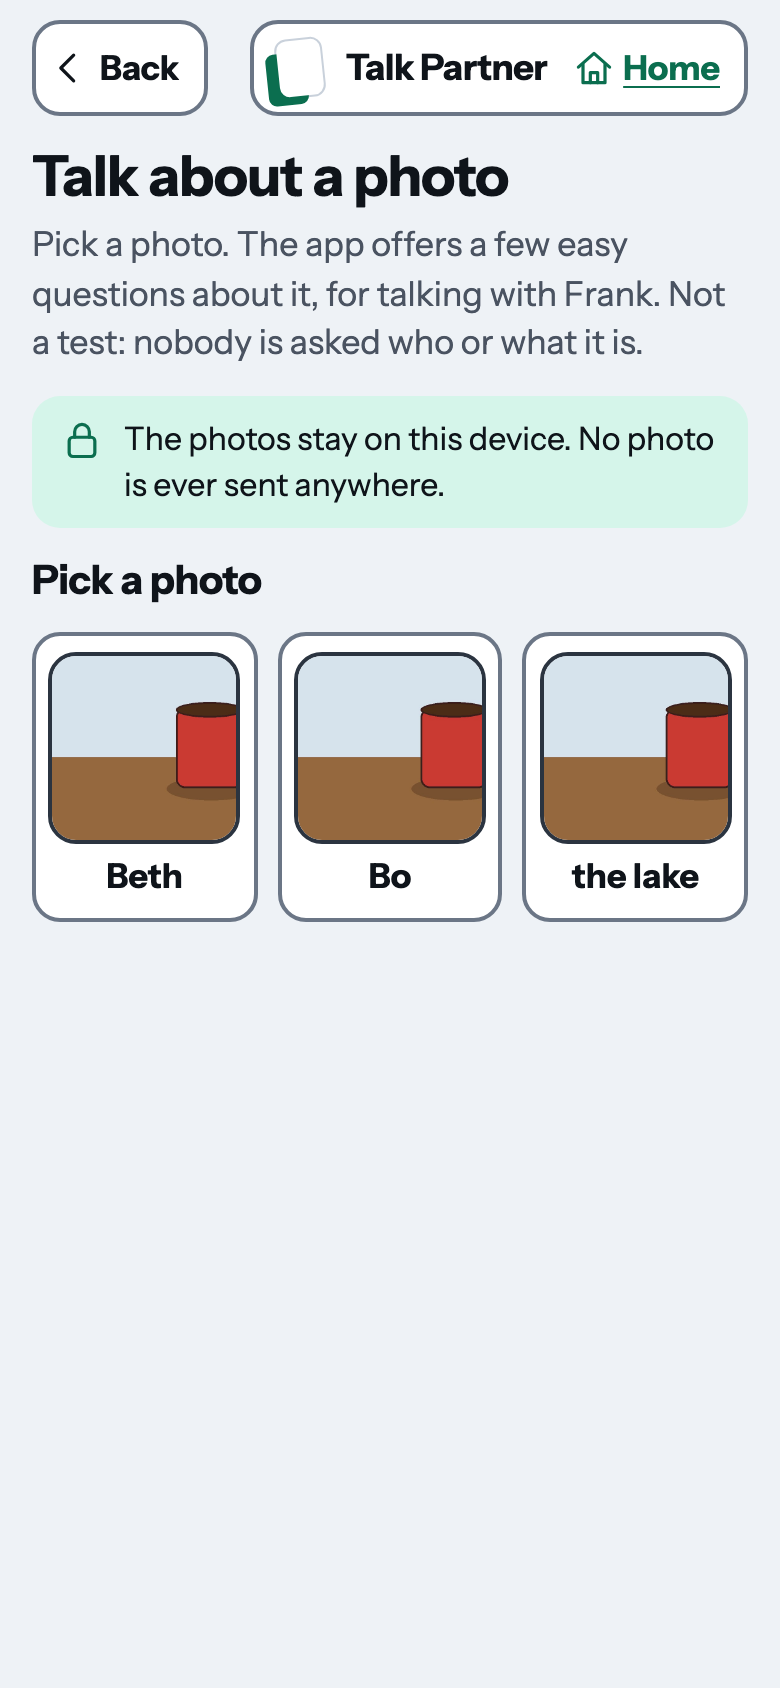 Back
Talk Partner
Home
Talk about a photo
Pick a photo. The app offers a few easy
questions about it, for talking with Frank. Not
a test: nobody is asked who or what it is.
The photos stay on this device. No photo
is ever sent anywhere.
Pick a photo
Beth
Bo
the lake